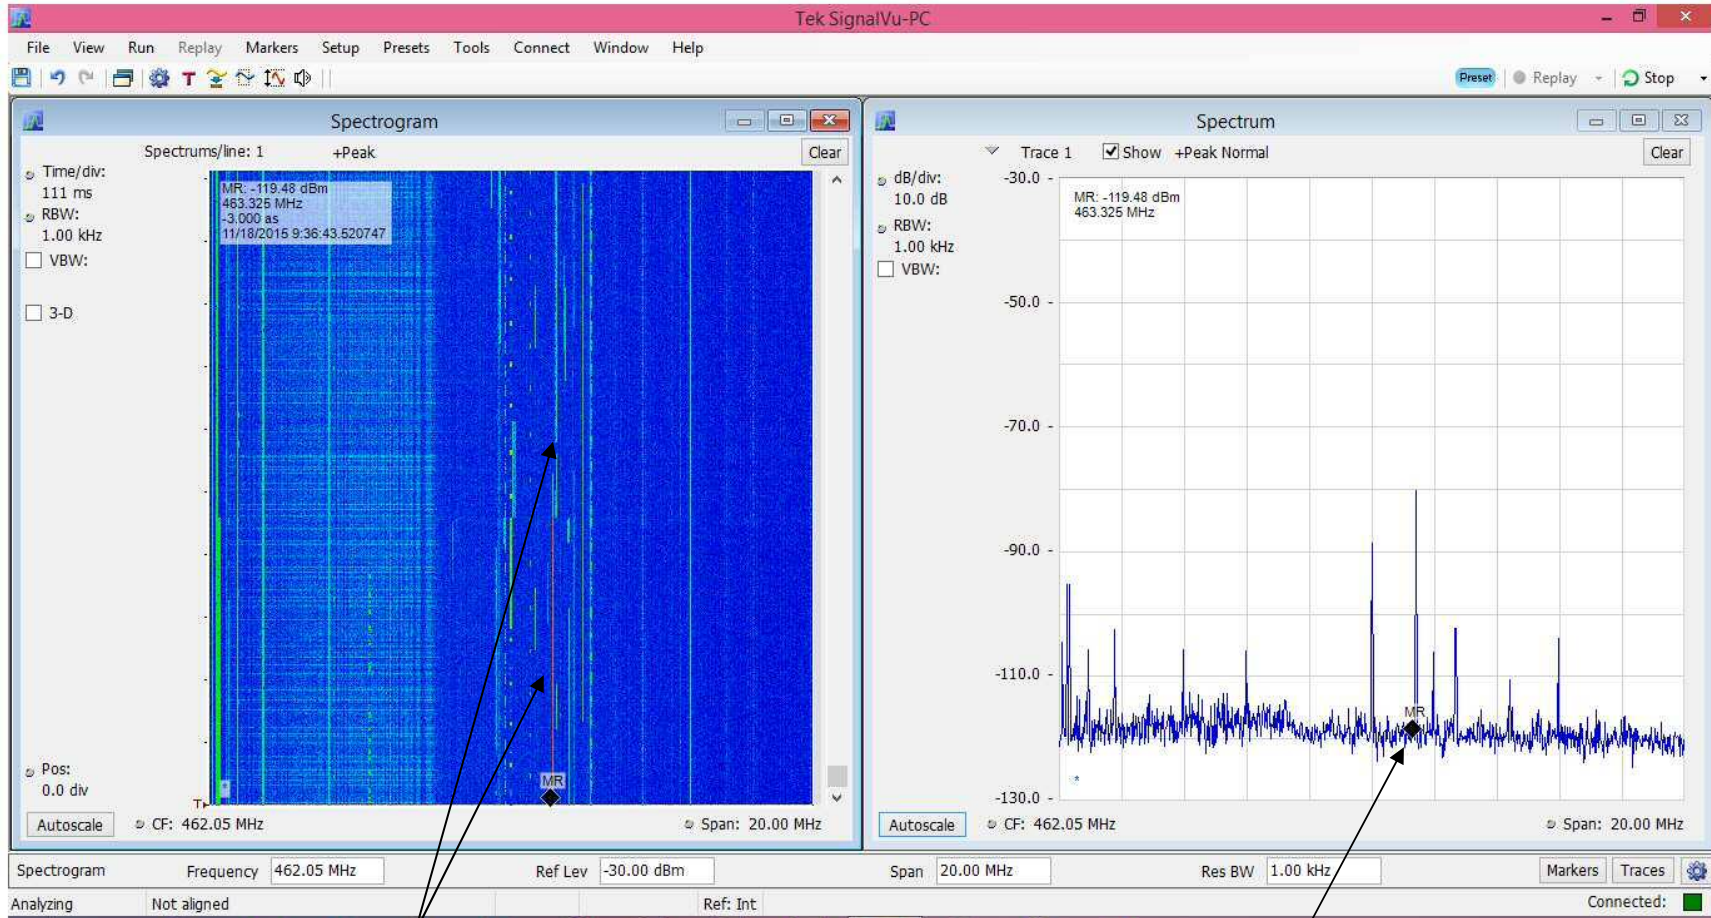 Tek SignalVu-PC
File View Run Replay Markers Setup Presets Tools Connect Window Help
Preset Replay Stop
Spectrogram
Spectrums/line: 1 +Peak Clear
Time/div:
111 ms
RBW:
1.00 kHz
VBW:
3-D
MR: -119.48 dBm
463.325 MHz
-3.000 as
11/18/2015 9:36:43.520747
Pos:
0.0 div
T
MR
Autoscale CF: 462.05 MHz Span: 20.00 MHz
Spectrum
Trace 1 Show +Peak Normal Clear
dB/div:
10.0 dB
RBW:
1.00 kHz
VBW:
-30.0
-50.0
-70.0
-90.0
-110.0
-130.0
MR: -119.48 dBm
463.325 MHz
MR
Autoscale CF: 462.05 MHz Span: 20.00 MHz
Spectrogram Frequency 462.05 MHz Ref Lev -30.00 dBm Span 20.00 MHz Res BW 1.00 kHz Markers Traces
Analyzing Not aligned Ref: Int Connected: